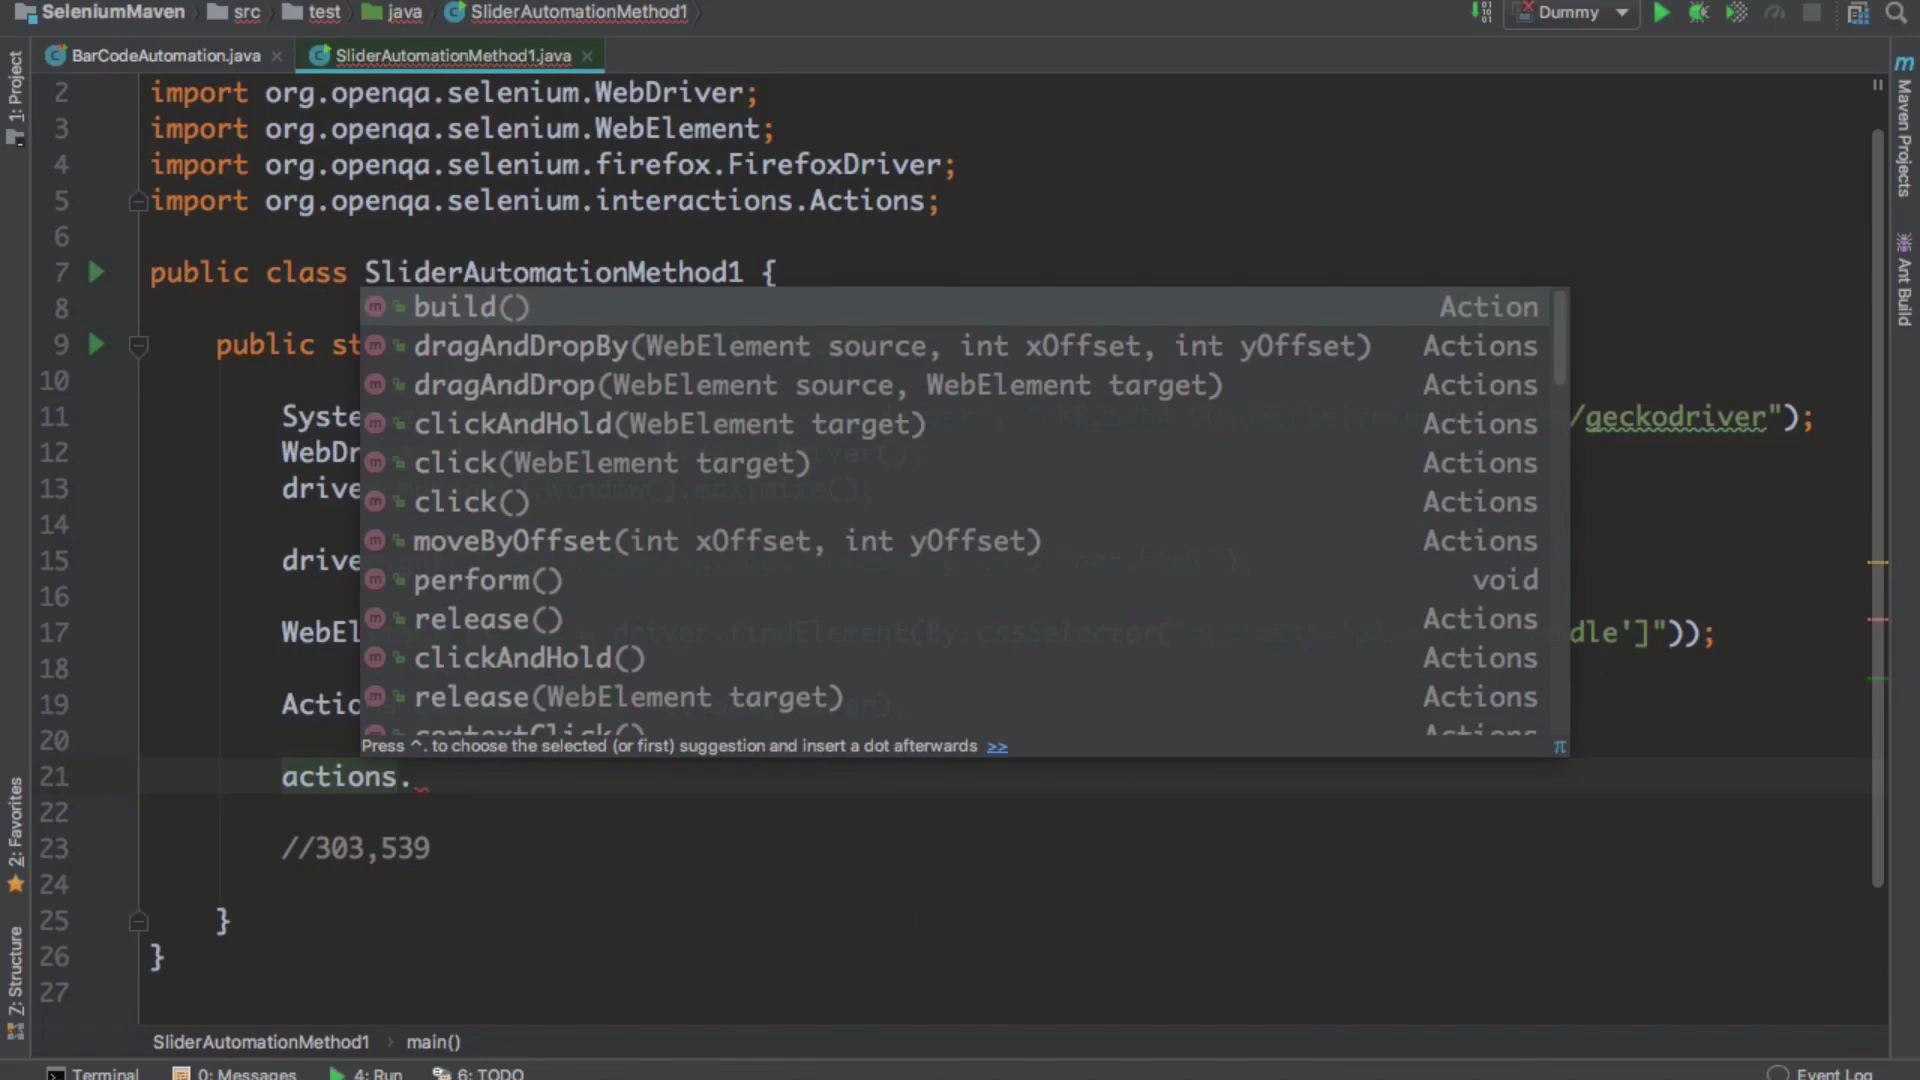 SeleniumMaven src test java SliderAutomationMethod1 Dummy
BarCodeAutomation.java SliderAutomationMethod1.java
1: Project
2: Favorites
Z: Structure
Maven Projects
Ant Build
2 import org.openqa.selenium.WebDriver;
3 import org.openqa.selenium.WebElement;
4 import org.openqa.selenium.firefox.FirefoxDriver;
5 import org.openqa.selenium.interactions.Actions;
6
7 public class SliderAutomationMethod1 {
8
9 public st
10
11 Syste /geckodriver");
12 WebDr
13 drive
14
15 drive
16
17 WebEl = driver.findElement(By.cssSelector( dle']"));
18
19 Actio
20
21 actions.
22
23 //303,539
24
25 }
26 }
27
build() Action
dragAndDropBy(WebElement source, int xOffset, int yOffset) Actions
dragAndDrop(WebElement source, WebElement target) Actions
clickAndHold(WebElement target) Actions
click(WebElement target) Actions
click() Actions
moveByOffset(int xOffset, int yOffset) Actions
perform() void
release() Actions
clickAndHold() Actions
release(WebElement target) Actions
contextClick() Actions
Press ^. to choose the selected (or first) suggestion and insert a dot afterwards >> π
SliderAutomationMethod1 main()
Terminal 0: Messages 4: Run 6: TODO Event Log